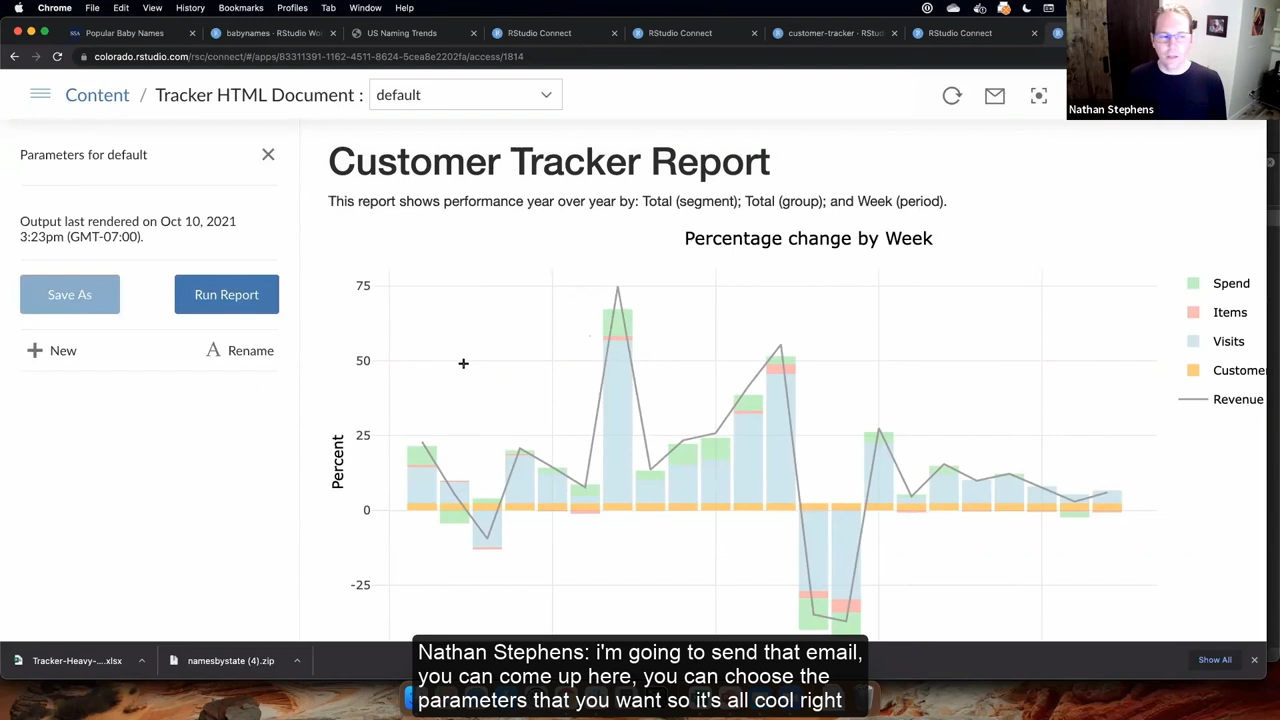 Chrome File Edit View History Bookmarks Profiles Tab Window Help
Popular Baby Names
babynames - RStudio Wo
US Naming Trends
RStudio Connect
RStudio Connect
customer-tracker - RStud
RStudio Connect
colorado.rstudio.com/rsc/connect/#/apps/83311391-1162-4511-8624-5cea8e2202f5/access/1814
Nathan Stephens
Content / Tracker HTML Document : default
Parameters for default
Output last rendered on Oct 10, 2021
3:23pm (GMT-07:00).
Save As
Run Report
New
Rename
Customer Tracker Report
This report shows performance year over year by: Total (segment); Total (group); and Week (period).
Percentage change by Week
75
50
25
0
-25
Percent
Spend
Items
Visits
Custome
Revenue
Tracker-Heavy-....xlsx
namesbystate (4).zip
Show All
Nathan Stephens: i'm going to send that email,
you can come up here, you can choose the
parameters that you want so it's all cool right